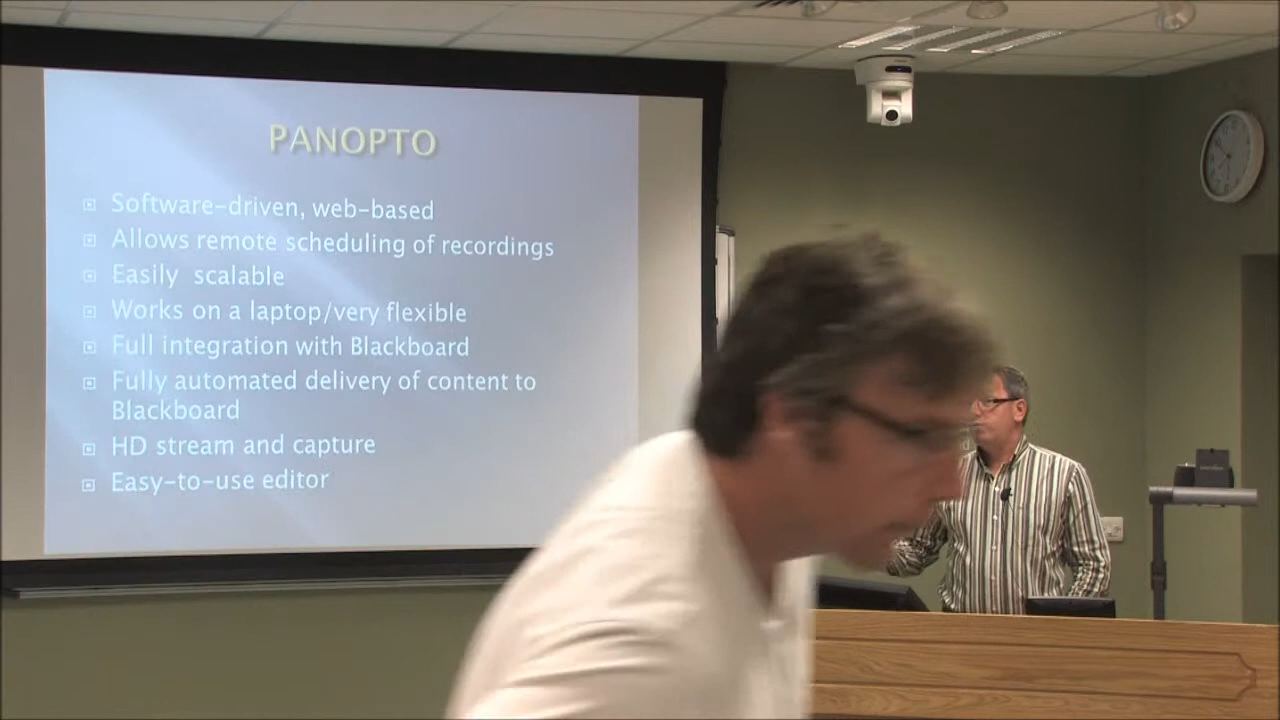 PANOPTO
Software-driven, web-based
Allows remote scheduling of recordings
Easily scalable
Works on a laptop/very flexible
Full integration with Blackboard
Fully automated delivery of content to
Blackboard
HD stream and capture
Easy-to-use editor